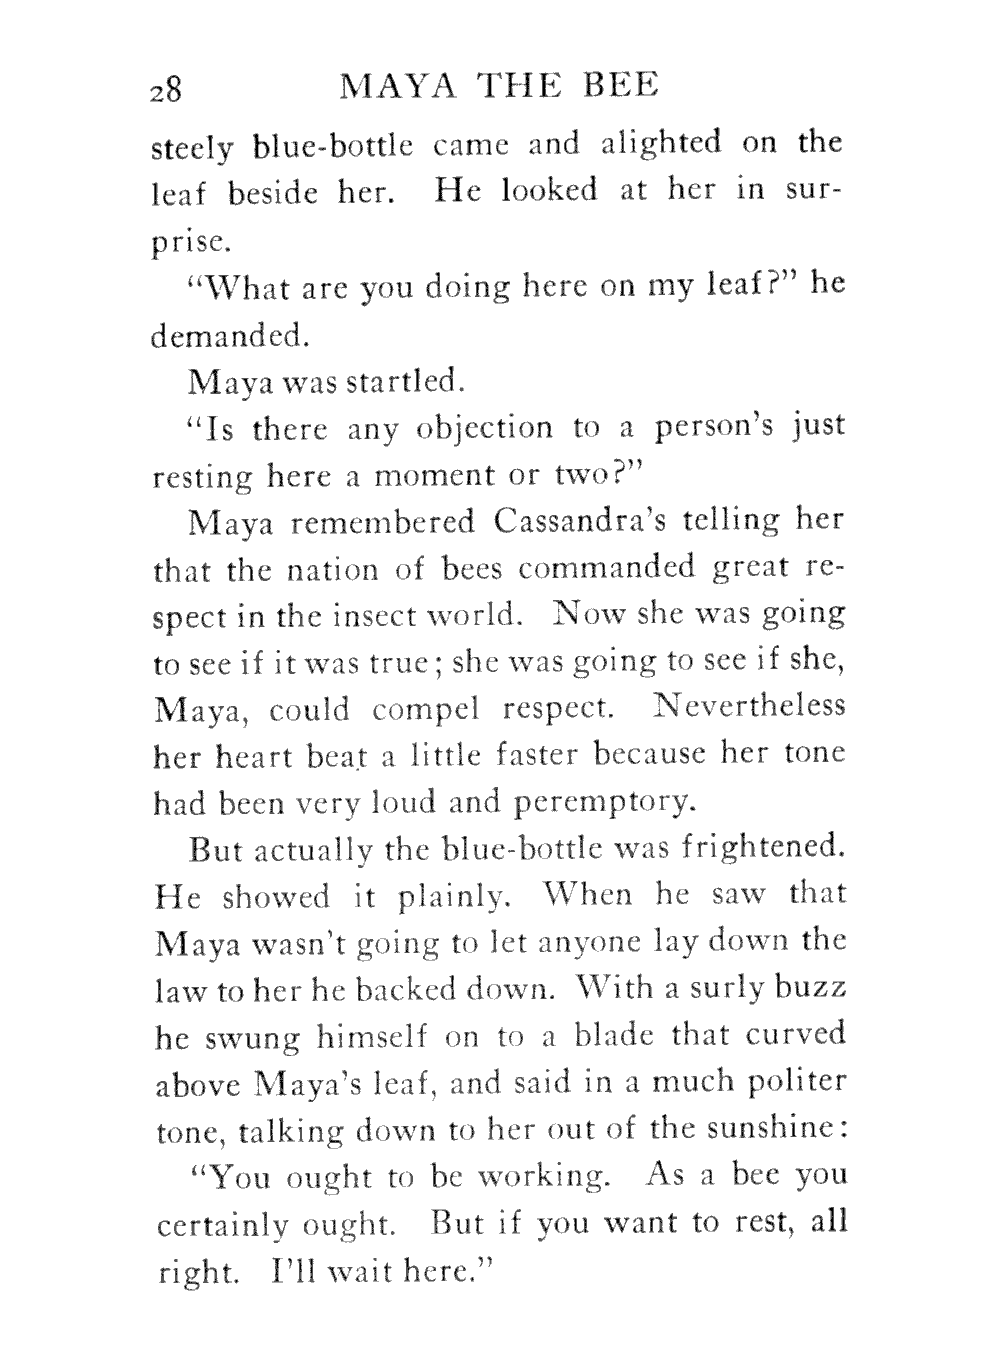 28 MAYA THE BEE
steely blue-bottle came and alighted on the
leaf beside her. He looked at her in sur-
prise.
“What are you doing here on my leaf?” he
demanded.
Maya was startled.
“Is there any objection to a person’s just
resting here a moment or two?”
Maya remembered Cassandra’s telling her
that the nation of bees commanded great re-
spect in the insect world. Now she was going
to see if it was true; she was going to see if she,
Maya, could compel respect. Nevertheless
her heart beat a little faster because her tone
had been very loud and peremptory.
But actually the blue-bottle was frightened.
He showed it plainly. When he saw that
Maya wasn’t going to let anyone lay down the
law to her he backed down. With a surly buzz
he swung himself on to a blade that curved
above Maya’s leaf, and said in a much politer
tone, talking down to her out of the sunshine:
“You ought to be working. As a bee you
certainly ought. But if you want to rest, all
right. I’ll wait here.”